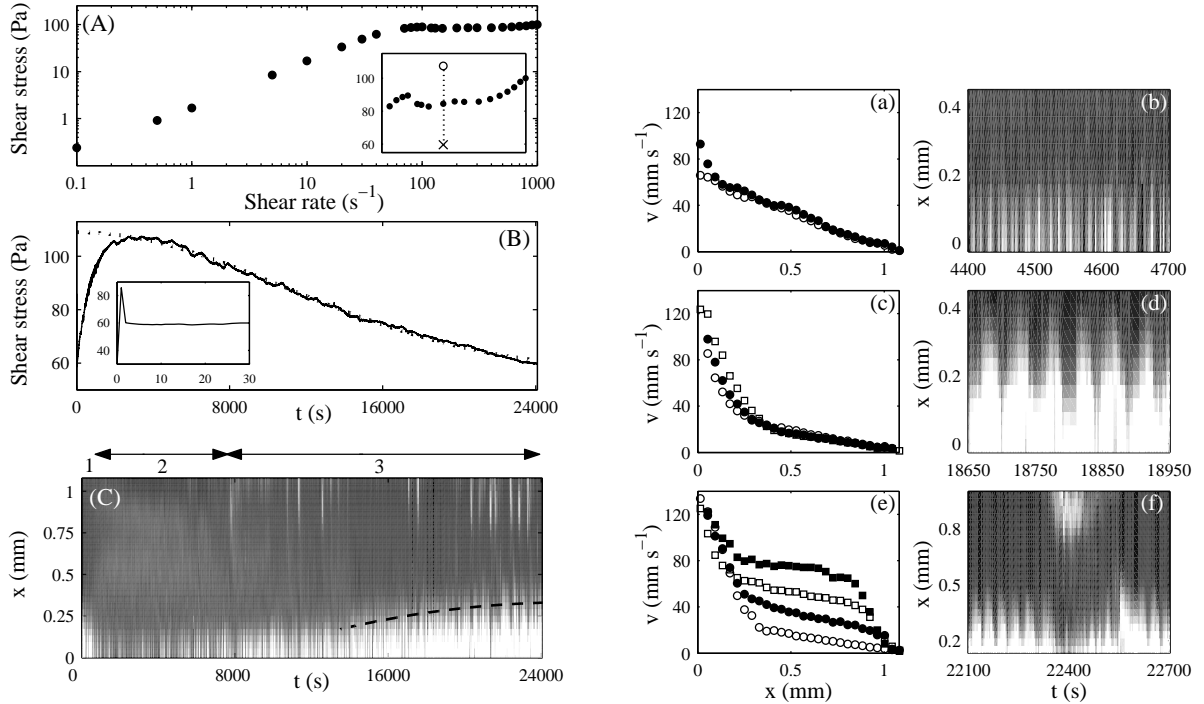 (A)
Shear stress (Pa)
100
10
1
0.1 1 10 100 1000
Shear rate (s⁻¹)
100
80
60
(B)
Shear stress (Pa)
100
80
60
80
60
40
0 10 20 30
0 8000 16000 24000
t (s)
1 2 3
(C)
x (mm)
1
0.75
0.5
0.25
0
0 8000 16000 24000
t (s)
(a)
v (mm s⁻¹)
120
80
40
0
0 0.5 1
(b)
x (mm)
0.4
0.2
0
4400 4500 4600 4700
(c)
v (mm s⁻¹)
120
80
40
0
0 0.5 1
(d)
x (mm)
0.4
0.2
0
18650 18750 18850 18950
(e)
v (mm s⁻¹)
120
80
40
0
0 0.5 1
x (mm)
(f)
x (mm)
0.8
0.5
0.2
22100 22400 22700
t (s)